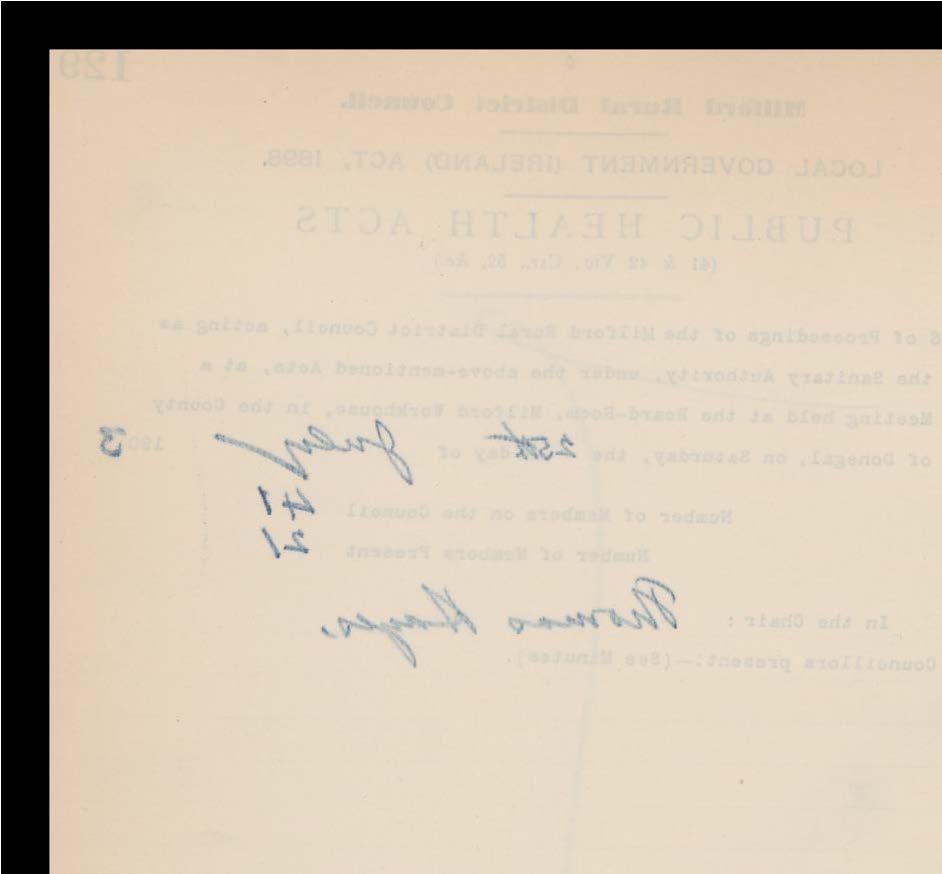 129
Milford Rural District Council.
LOCAL GOVERNMENT (IRELAND) ACT, 1898.
PUBLIC HEALTH ACTS
(41 & 42 Vic., Cap. 52, &c.)
S of Proceedings of the Milford Rural District Council, acting as
the Sanitary Authority, under the above-mentioned Acts, at a
Meeting held at the Board-Room, Milford Workhouse, in the County
of Donegal, on Saturday, the 25th day of July 1903
Number of Members on the Council 41
Number of Members Present 21
In the Chair: Thomas Hayes.
Councillors present:—(See Minutes).